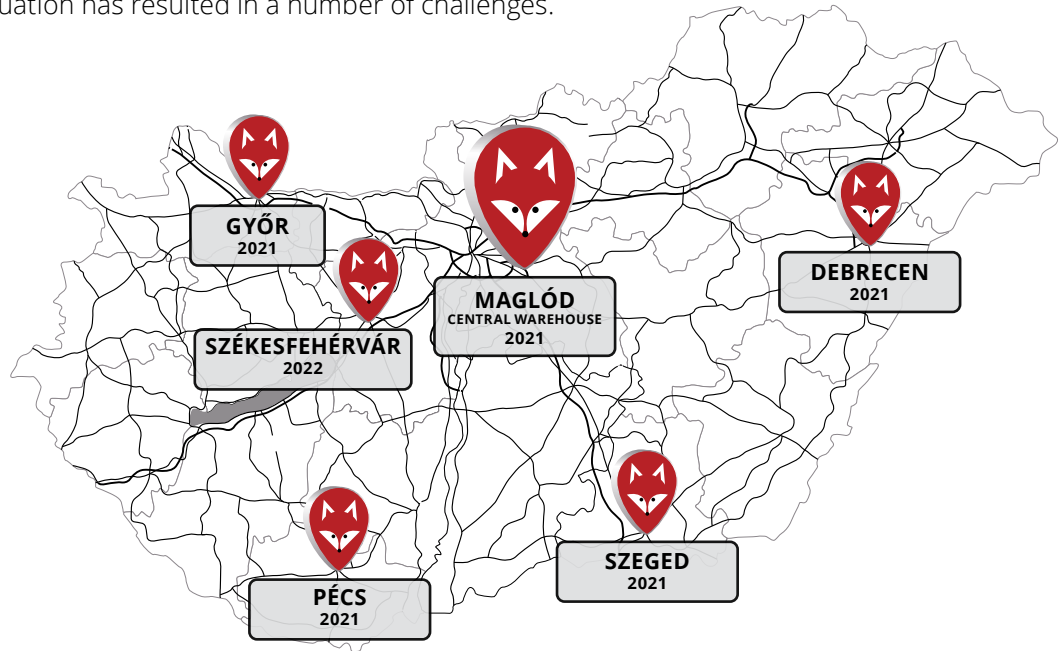 uation has resulted in a number of challenges.
GYŐR
2021
MAGLÓD
CENTRAL WAREHOUSE
2021
DEBRECEN
2021
SZÉKESFEHÉRVÁR
2022
SZEGED
2021
PÉCS
2021